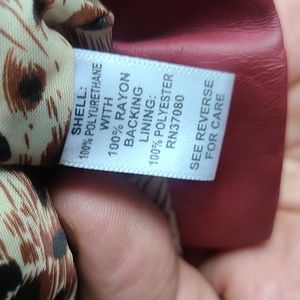 SHELL:
100% POLYURETHANE
WITH
100% RAYON
BACKING
LINING:
100% POLYESTER
RN37080
SEE REVERSE
FOR CARE